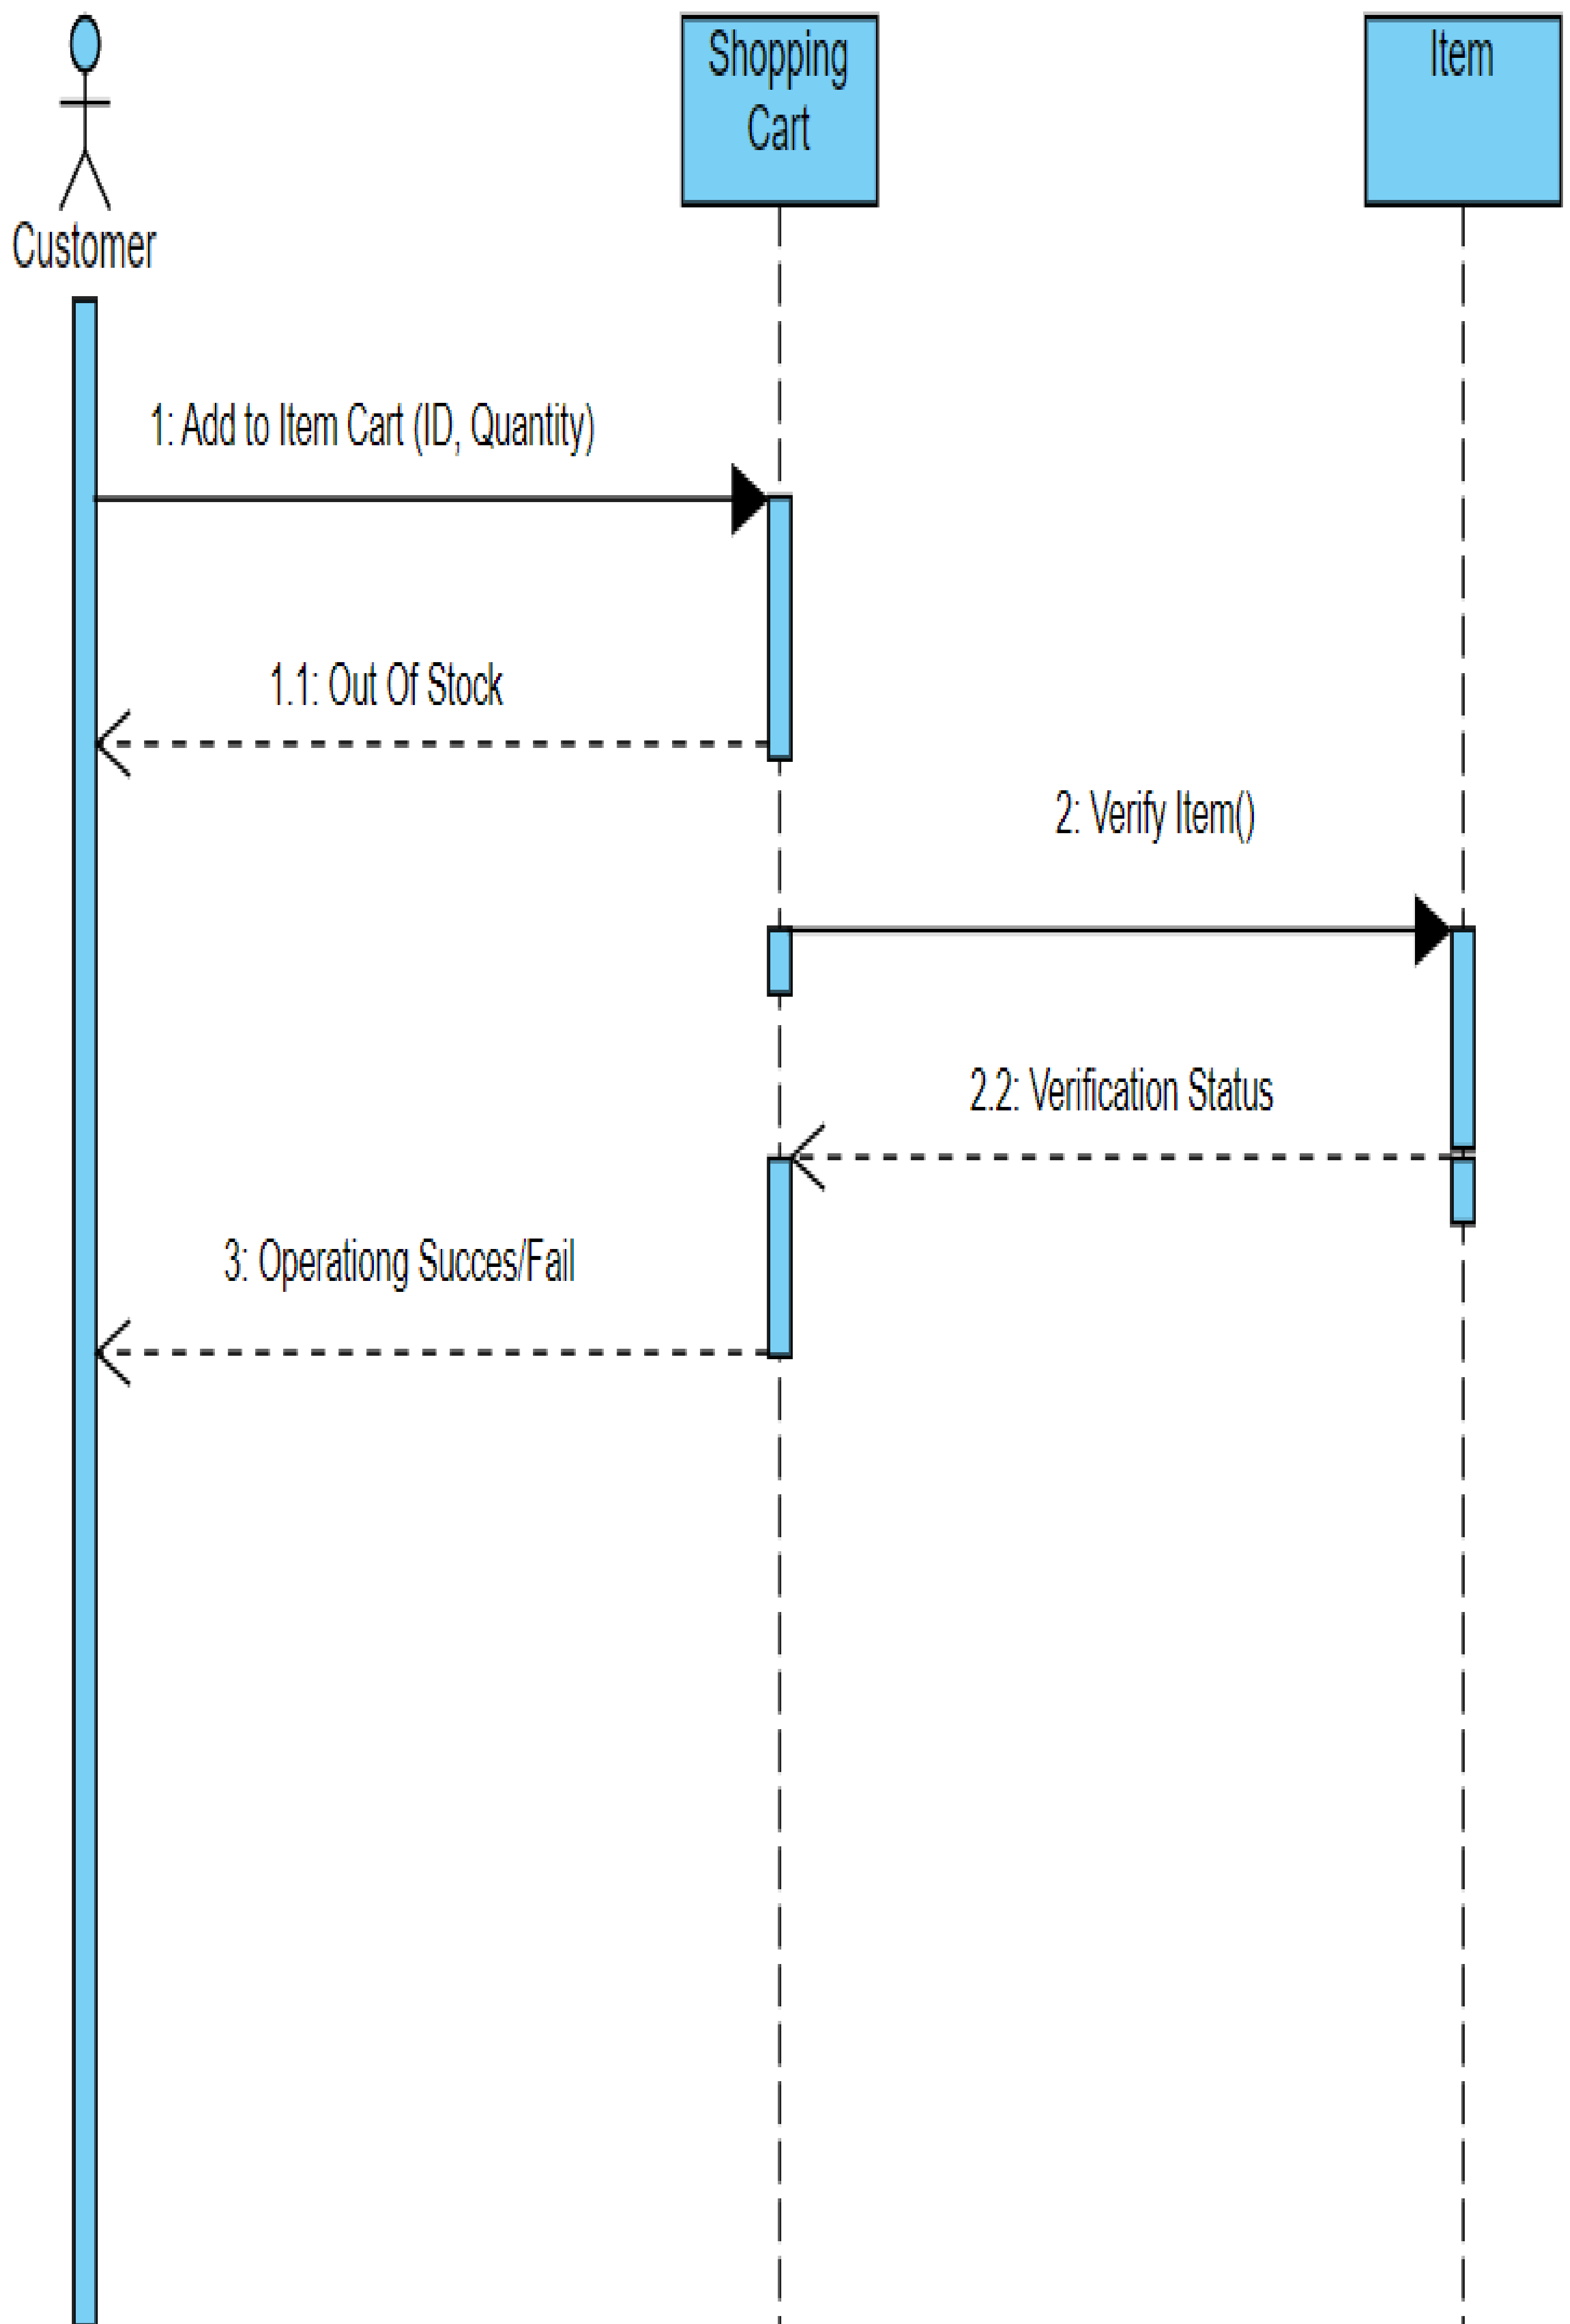 Shopping
Cart
Item
Customer
1: Add to Item Cart (ID, Quantity)
1.1: Out Of Stock
2: Verify Item()
2.2: Verification Status
3: Operationg Succes/Fail